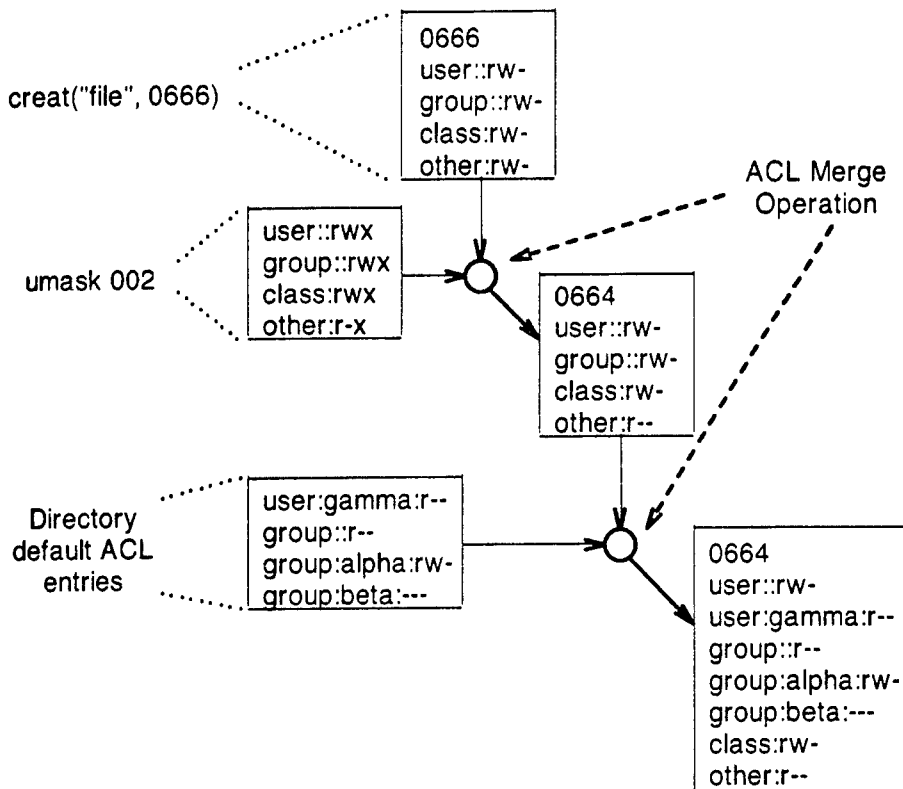 creat("file", 0666)
0666
user::rw-
group::rw-
class:rw-
other:rw-
ACL Merge
Operation
umask 002
user::rwx
group::rwx
class:rwx
other:r-x
0664
user::rw-
group::rw-
class:rw-
other:r--
Directory
default ACL
entries
user:gamma:r--
group::r--
group:alpha:rw-
group:beta:---
0664
user::rw-
user:gamma:r--
group::r--
group:alpha:rw-
group:beta:---
class:rw-
other:r--